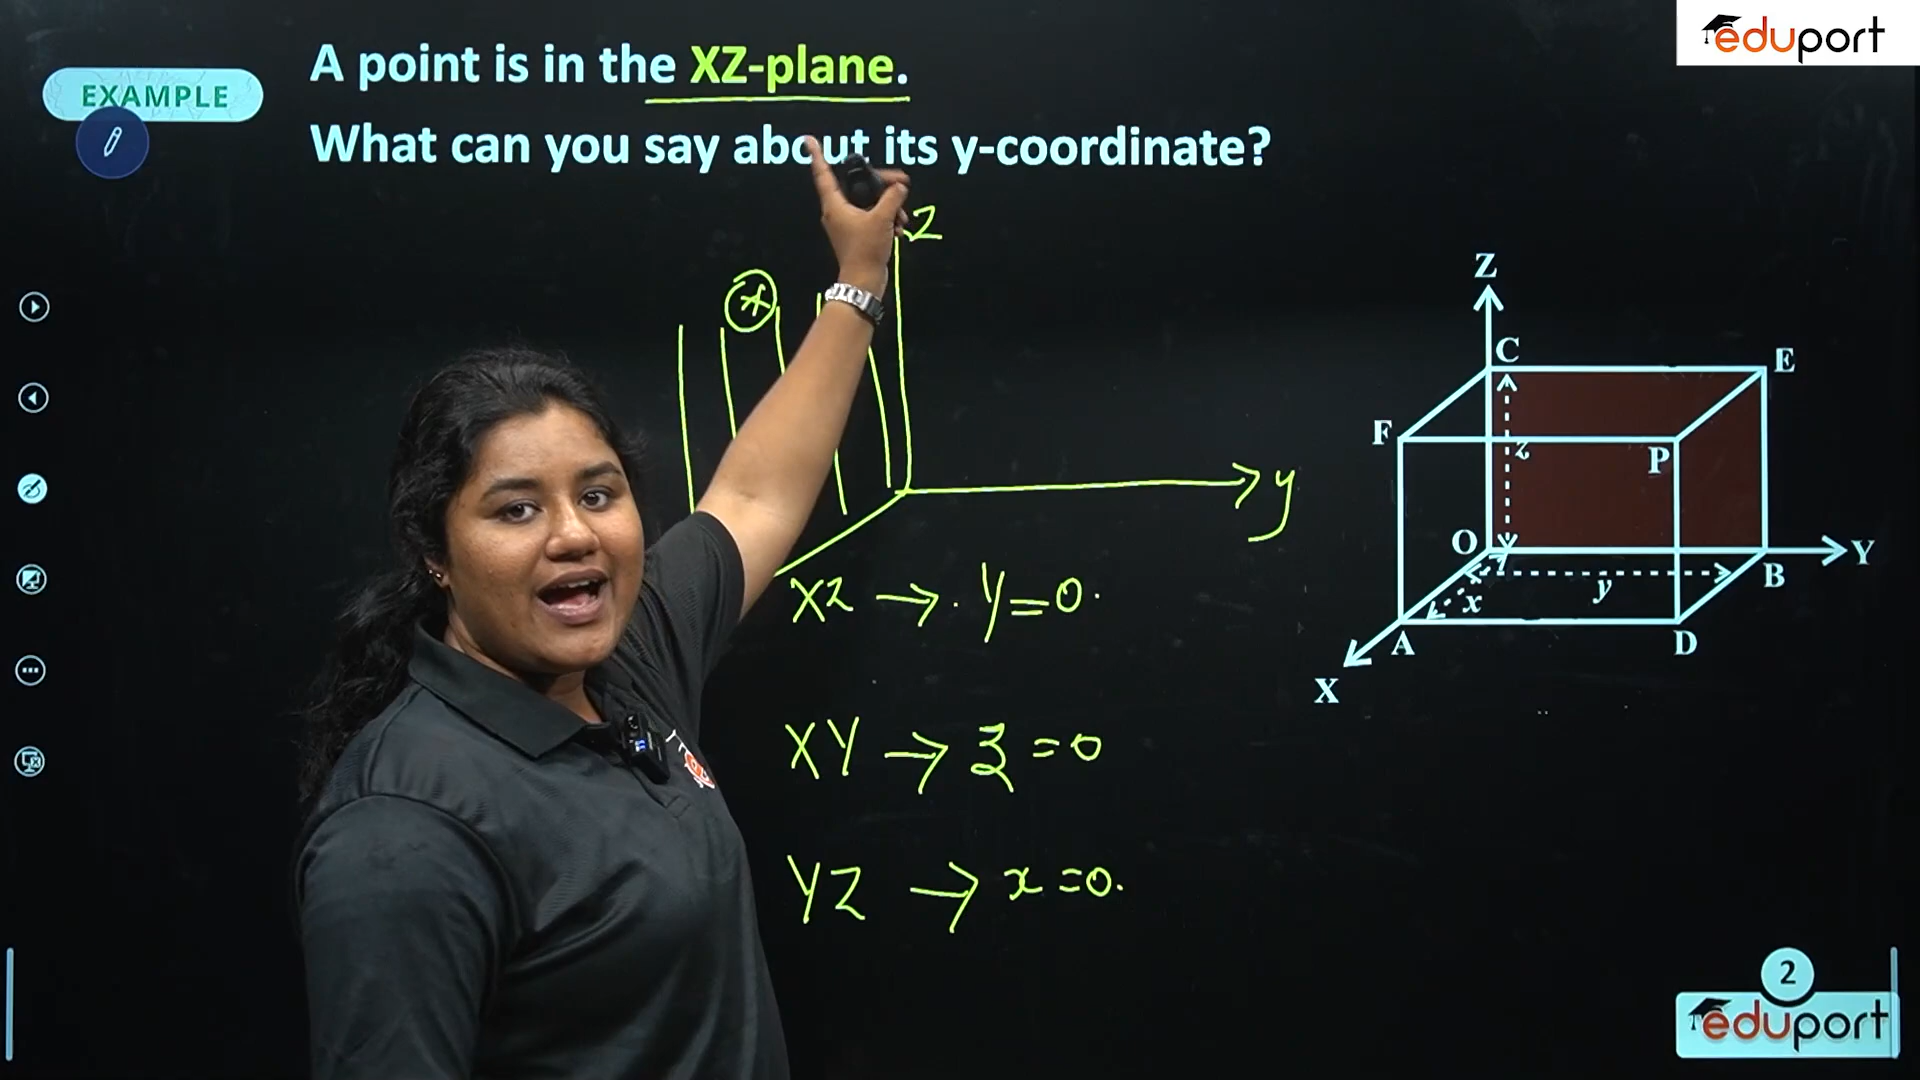 eduport
EXAMPLE
A point is in the XZ-plane.
What can you say about its y-coordinate?
Z
y
XZ → y=0.
XY → z=0
YZ → x=0.
Z
C
E
F
z
P
O
Y
B
y
x
A
D
X
2
eduport